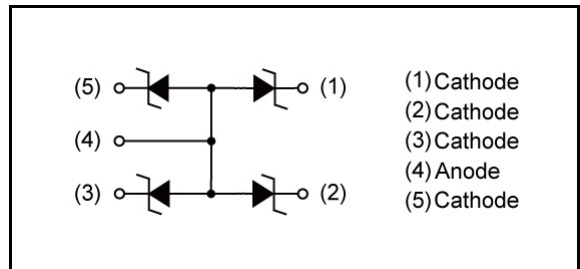 (5) (1)
(4)
(3) (2)
(1) Cathode
(2) Cathode
(3) Cathode
(4) Anode
(5) Cathode